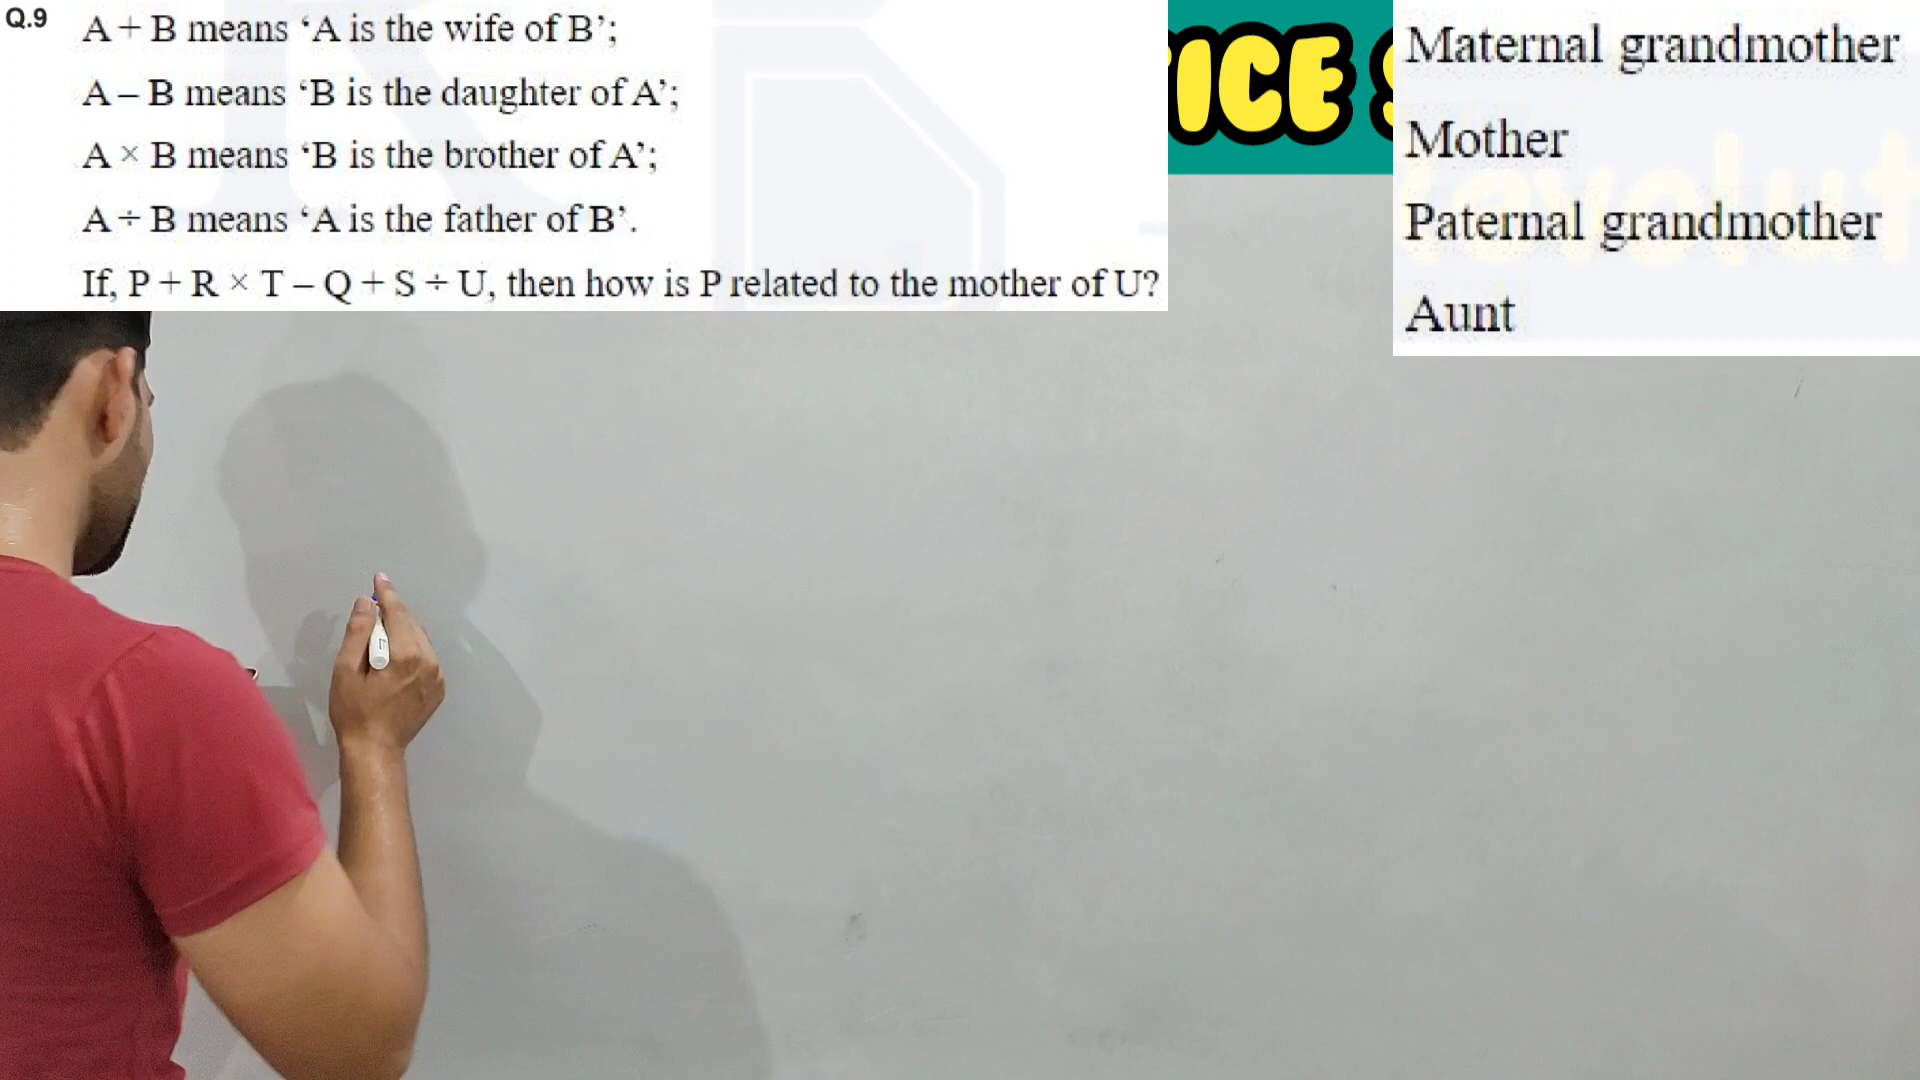 Q.9
A + B means ‘A is the wife of B’;
A – B means ‘B is the daughter of A’;
A × B means ‘B is the brother of A’;
A ÷ B means ‘A is the father of B’.
If, P + R × T – Q + S ÷ U, then how is P related to the mother of U?
ICE
Maternal grandmother
Mother
Paternal grandmother
Aunt